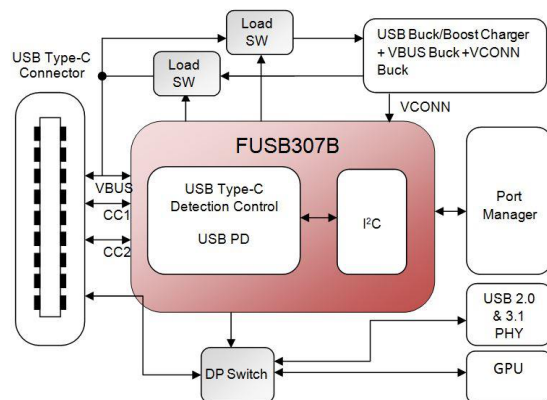 USB Type-C
Connector
Load
SW
Load
SW
USB Buck/Boost Charger
+ VBUS Buck +VCONN
Buck
VCONN
FUSB307B
VBUS
CC1
CC2
USB Type-C
Detection Control
USB PD
I²C
Port
Manager
USB 2.0
& 3.1
PHY
DP Switch
GPU